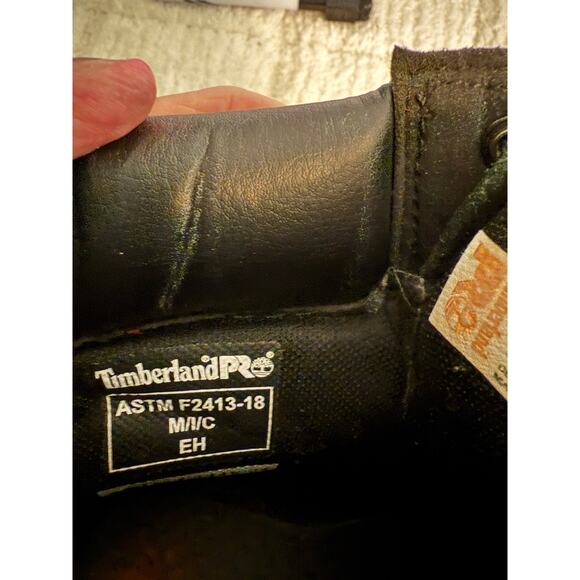 TimberlandPRO
ASTM F2413-18
M/I/C
EH